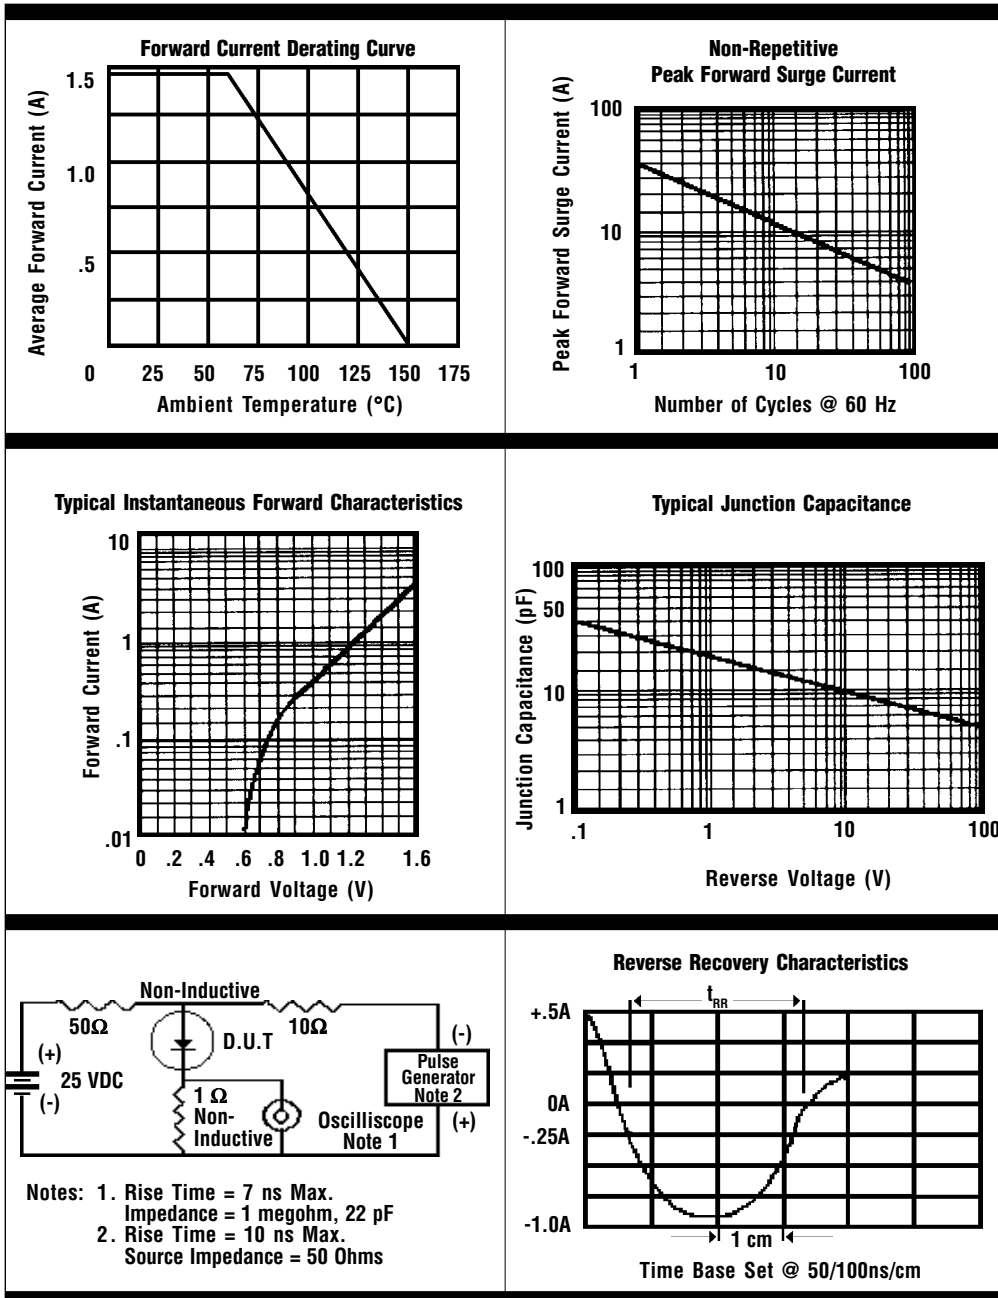 Forward Current Derating Curve
Average Forward Current (A)
1.5
1.0
.5
0 25 50 75 100 125 150 175
Ambient Temperature (°C)
Non-Repetitive
Peak Forward Surge Current
Peak Forward Surge Current (A)
100
10
1
1 10 100
Number of Cycles @ 60 Hz
Typical Instantaneous Forward Characteristics
Forward Current (A)
10
1
.1
.01
0 .2 .4 .6 .8 1.0 1.2 1.6
Forward Voltage (V)
Typical Junction Capacitance
Junction Capacitance (pF)
100
50
10
1
.1 1 10 100
Reverse Voltage (V)
Non-Inductive
50Ω 10Ω
D.U.T
(+)
25 VDC
(-)
1 Ω
Non-
Inductive
Oscilliscope
Note 1
(-)
Pulse
Generator
Note 2
(+)
Notes: 1. Rise Time = 7 ns Max.
Impedance = 1 megohm, 22 pF
2. Rise Time = 10 ns Max.
Source Impedance = 50 Ohms
Reverse Recovery Characteristics
tRR
+.5A
0A
-.25A
-1.0A
1 cm
Time Base Set @ 50/100ns/cm